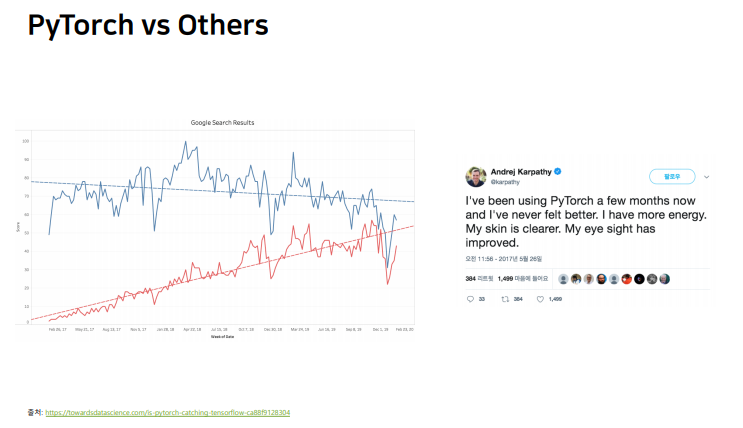 PyTorch vs Others
Google Search Results
100
90
80
70
60
50
40
30
20
10
0
Score
Feb 26, 17
May 21, 17
Aug 13, 17
Nov 5, 17
Jan 28, 18
Apr 22, 18
Jul 15, 18
Oct 7, 18
Dec 30, 18
Mar 24, 19
Jun 16, 19
Sep 8, 19
Dec 1, 19
Feb 23, 20
Week of Date
Andrej Karpathy
@karpathy
팔로우
I've been using PyTorch a few months now
and I've never felt better. I have more energy.
My skin is clearer. My eye sight has
improved.
오전 11:56 - 2017년 5월 26일
384 리트윗 1,499 마음에 들어요
33 384 1,499
출처: https://towardsdatascience.com/is-pytorch-catching-tensorflow-ca88f9128304